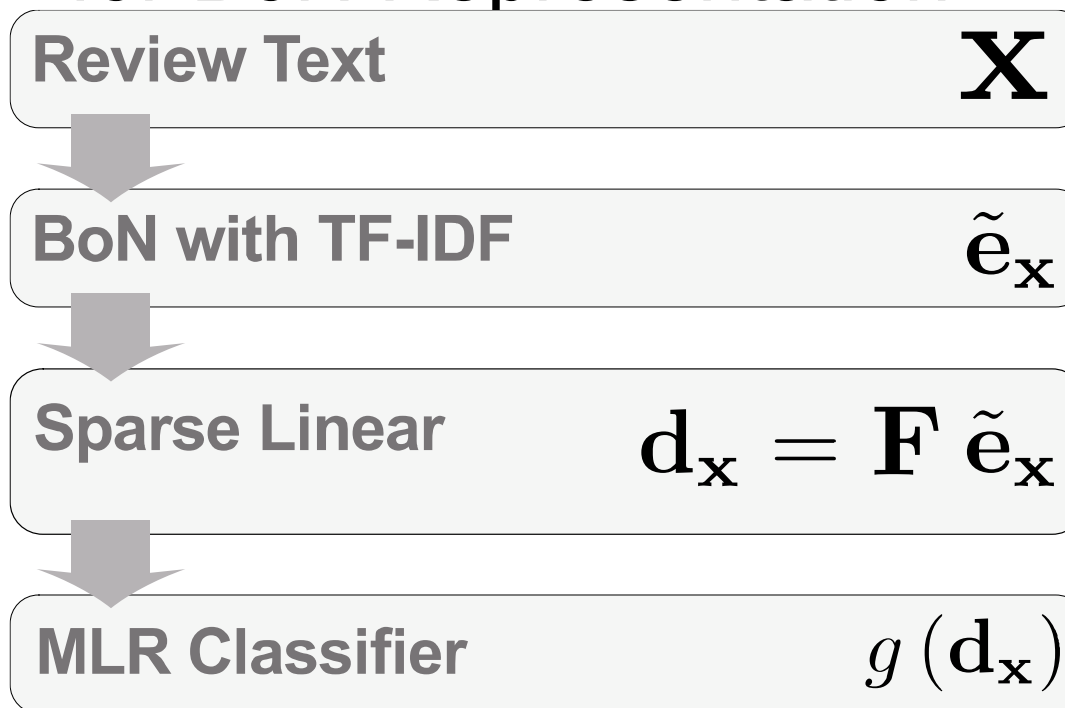 Review Text x
BoN with TF-IDF ẽₓ
Sparse Linear dₓ = F ẽₓ
MLR Classifier g (dₓ)